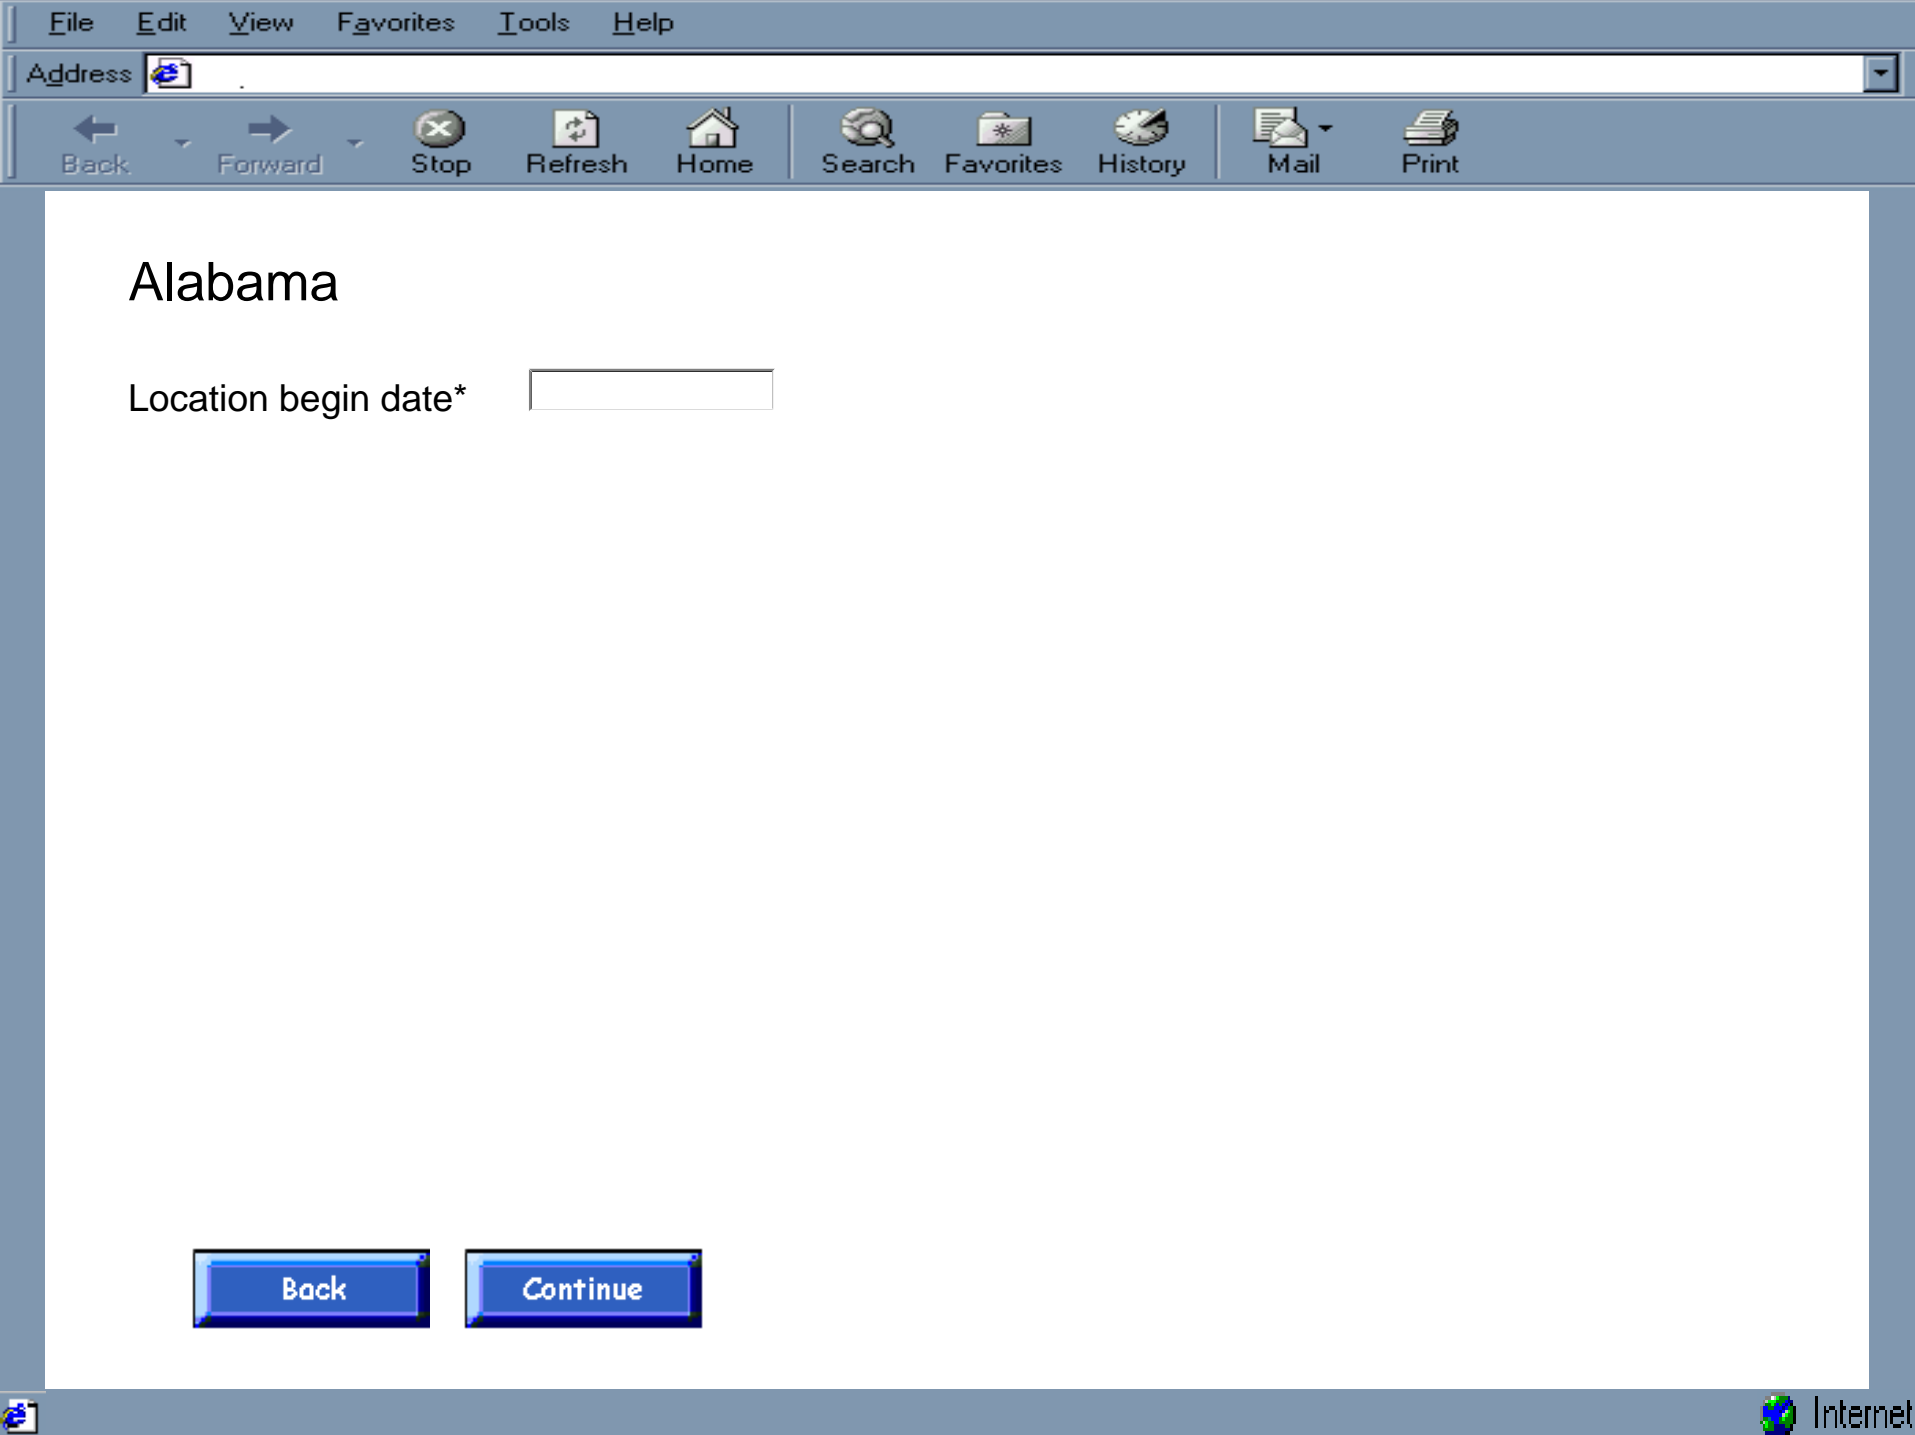 File Edit View Favorites Tools Help
Address .
Back Forward Stop Refresh Home Search Favorites History Mail Print
Alabama
Location begin date*
Back Continue
Internet